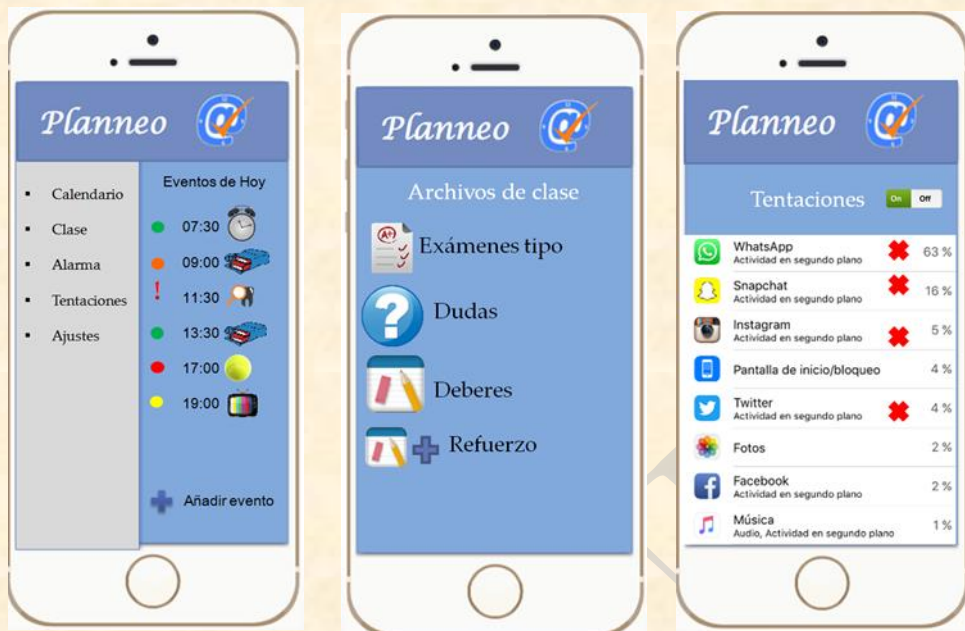 Planneo
Calendario
Clase
Alarma
Tentaciones
Ajustes
Eventos de Hoy
07:30
09:00
! 11:30
13:30
17:00
19:00
Añadir evento
Planneo
Archivos de clase
A+ Exámenes tipo
? Dudas
Deberes
Refuerzo
Planneo
Tentaciones On Off
WhatsApp 63 %
Actividad en segundo plano
Snapchat 16 %
Actividad en segundo plano
Instagram 5 %
Actividad en segundo plano
Pantalla de inicio/bloqueo 4 %
Twitter 4 %
Actividad en segundo plano
Fotos 2 %
Facebook 2 %
Actividad en segundo plano
Música 1 %
Audio, Actividad en segundo plano